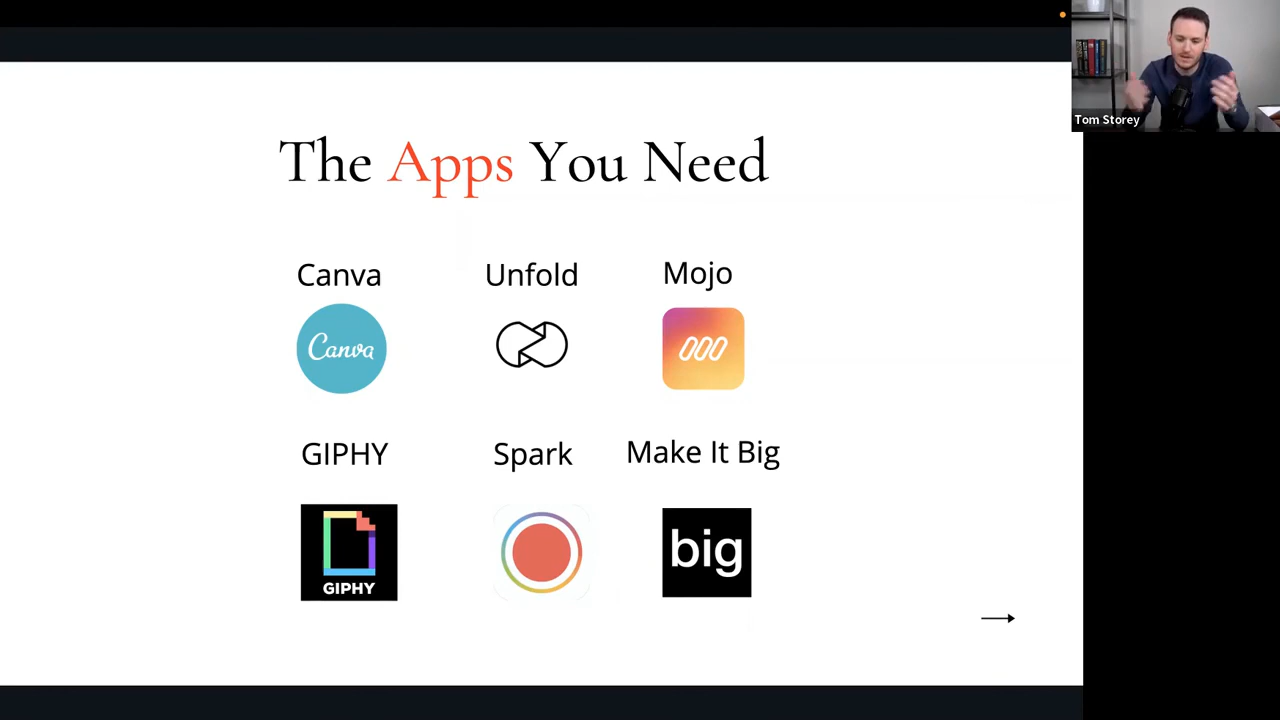 Tom Storey
The Apps You Need
Canva
Unfold
Mojo
Canva
GIPHY
Spark
Make It Big
GIPHY
big